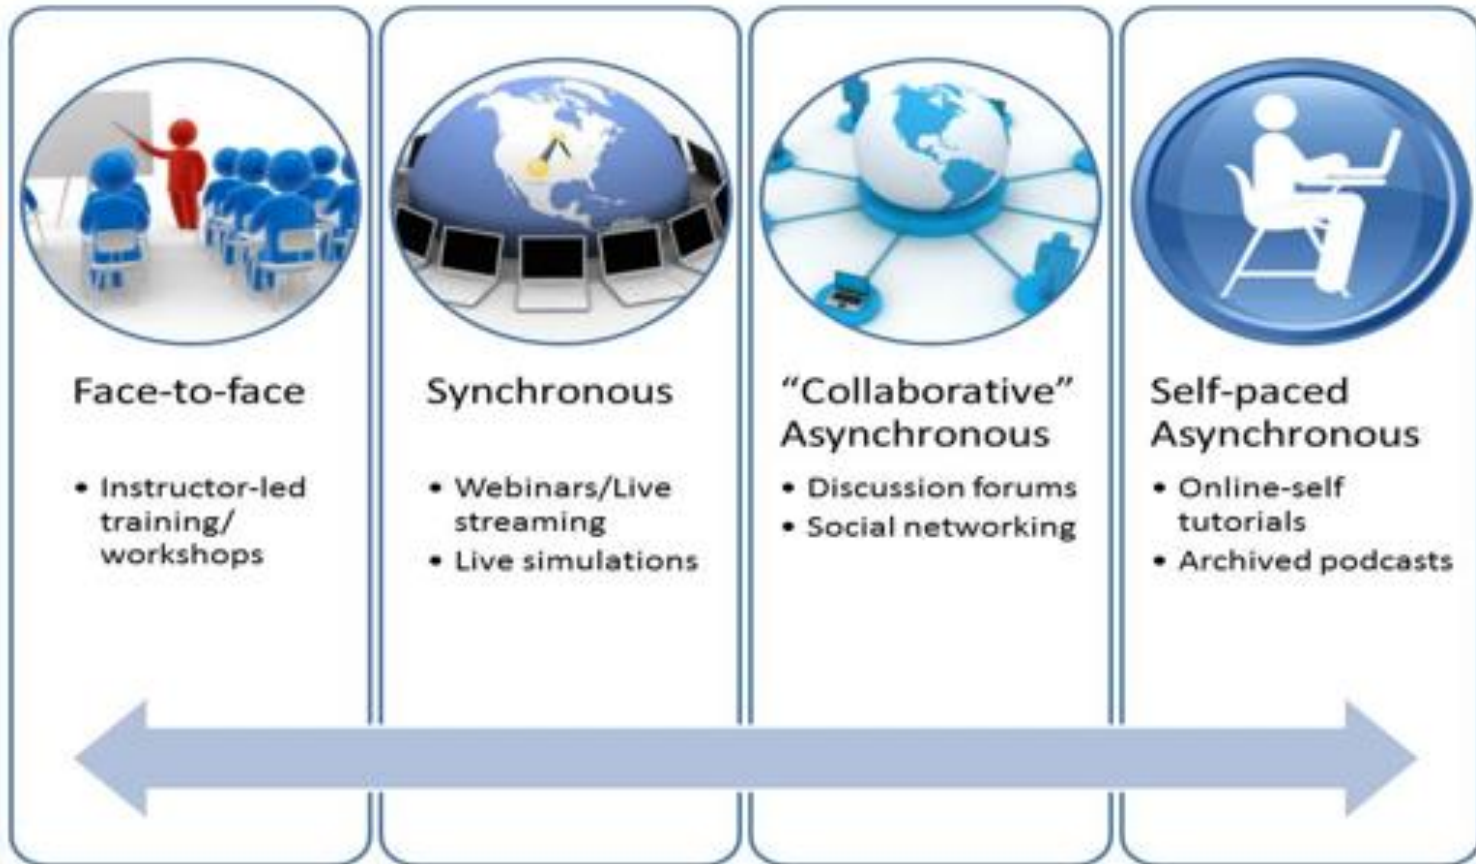 Face-to-face
• Instructor-led
training/
workshops
Synchronous
• Webinars/Live
streaming
• Live simulations
“Collaborative”
Asynchronous
• Discussion forums
• Social networking
Self-paced
Asynchronous
• Online-self
tutorials
• Archived podcasts